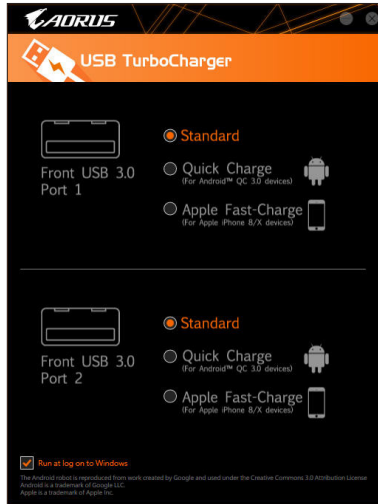 AORUS
USB TurboCharger
Front USB 3.0
Port 1
Standard
Quick Charge
(For Android™ QC 3.0 devices)
Apple Fast-Charge
(For Apple iPhone 8/X devices)
Front USB 3.0
Port 2
Standard
Quick Charge
(For Android™ QC 3.0 devices)
Apple Fast-Charge
(For Apple iPhone 8/X devices)
Run at log on to Windows
The Android robot is reproduced from work created by Google and used under the Creative Commons 3.0 Attribution License
Android is a trademark of Google LLC.
Apple is a trademark of Apple Inc.